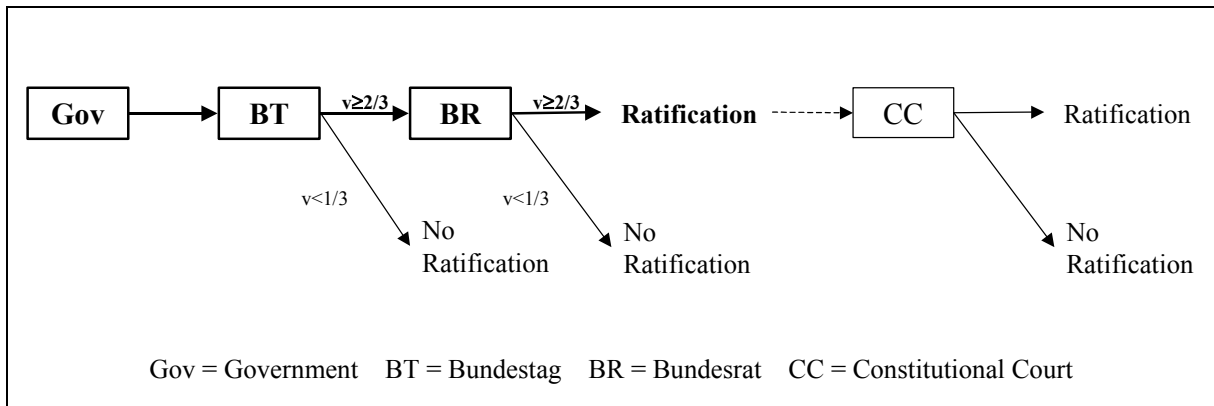 Gov
BT
v≥2/3
BR
v≥2/3
Ratification
CC
Ratification
v<1/3
v<1/3
No
Ratification
No
Ratification
No
Ratification
Gov = Government BT = Bundestag BR = Bundesrat CC = Constitutional Court